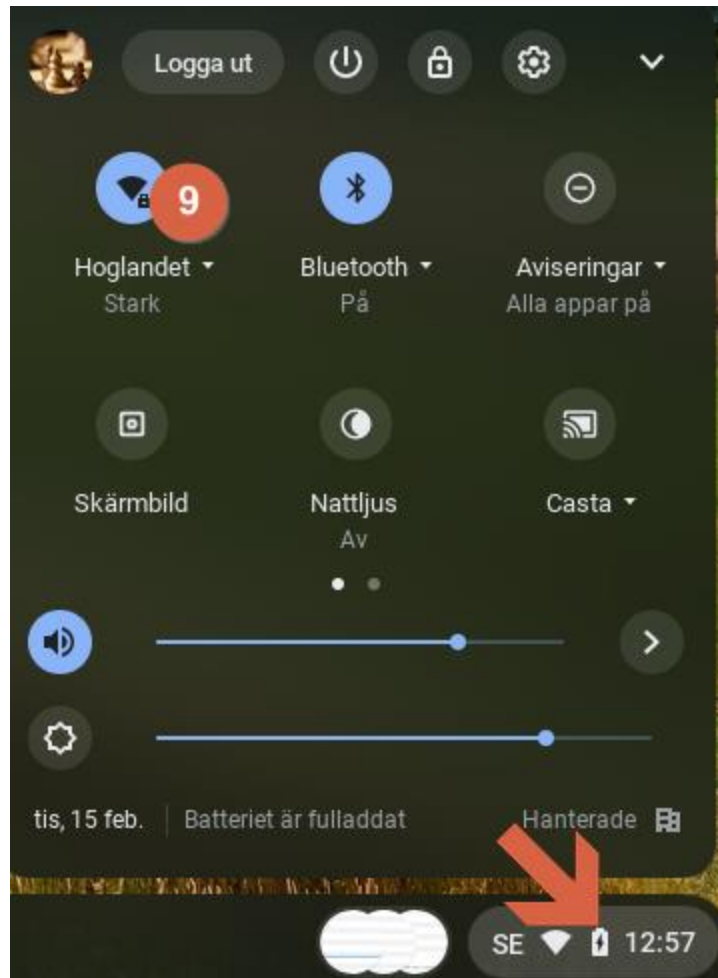 Logga ut
9
Hoglandet Bluetooth Aviseringar
Stark På Alla appar på
Skärmbild Nattljus Casta
Av
tis, 15 feb. Batteriet är fulladdat Hanterade
SE 12:57